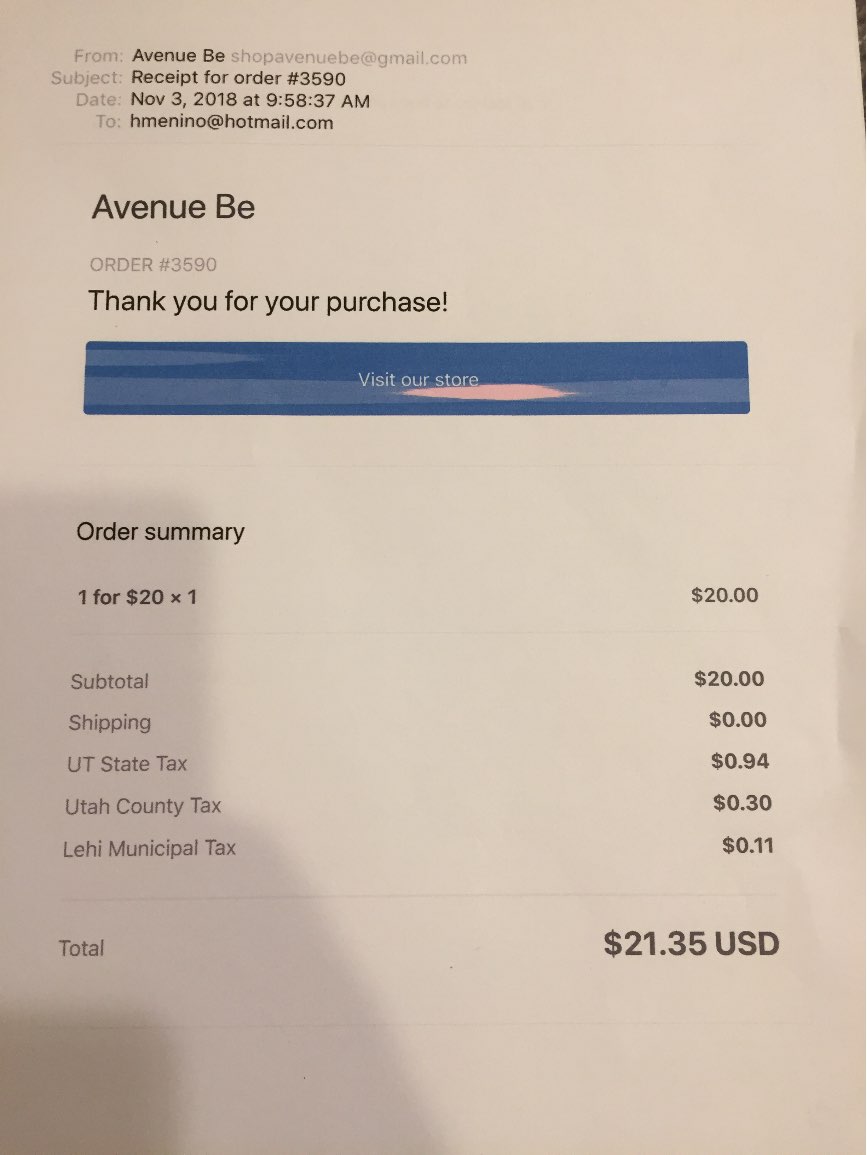 From: Avenue Be shopavenuebe@gmail.com
Subject: Receipt for order #3590
Date: Nov 3, 2018 at 9:58:37 AM
To: hmenino@hotmail.com
Avenue Be
ORDER #3590
Thank you for your purchase!
Visit our store
Order summary
1 for $20 × 1 $20.00
Subtotal $20.00
Shipping $0.00
UT State Tax $0.94
Utah County Tax $0.30
Lehi Municipal Tax $0.11
Total $21.35 USD